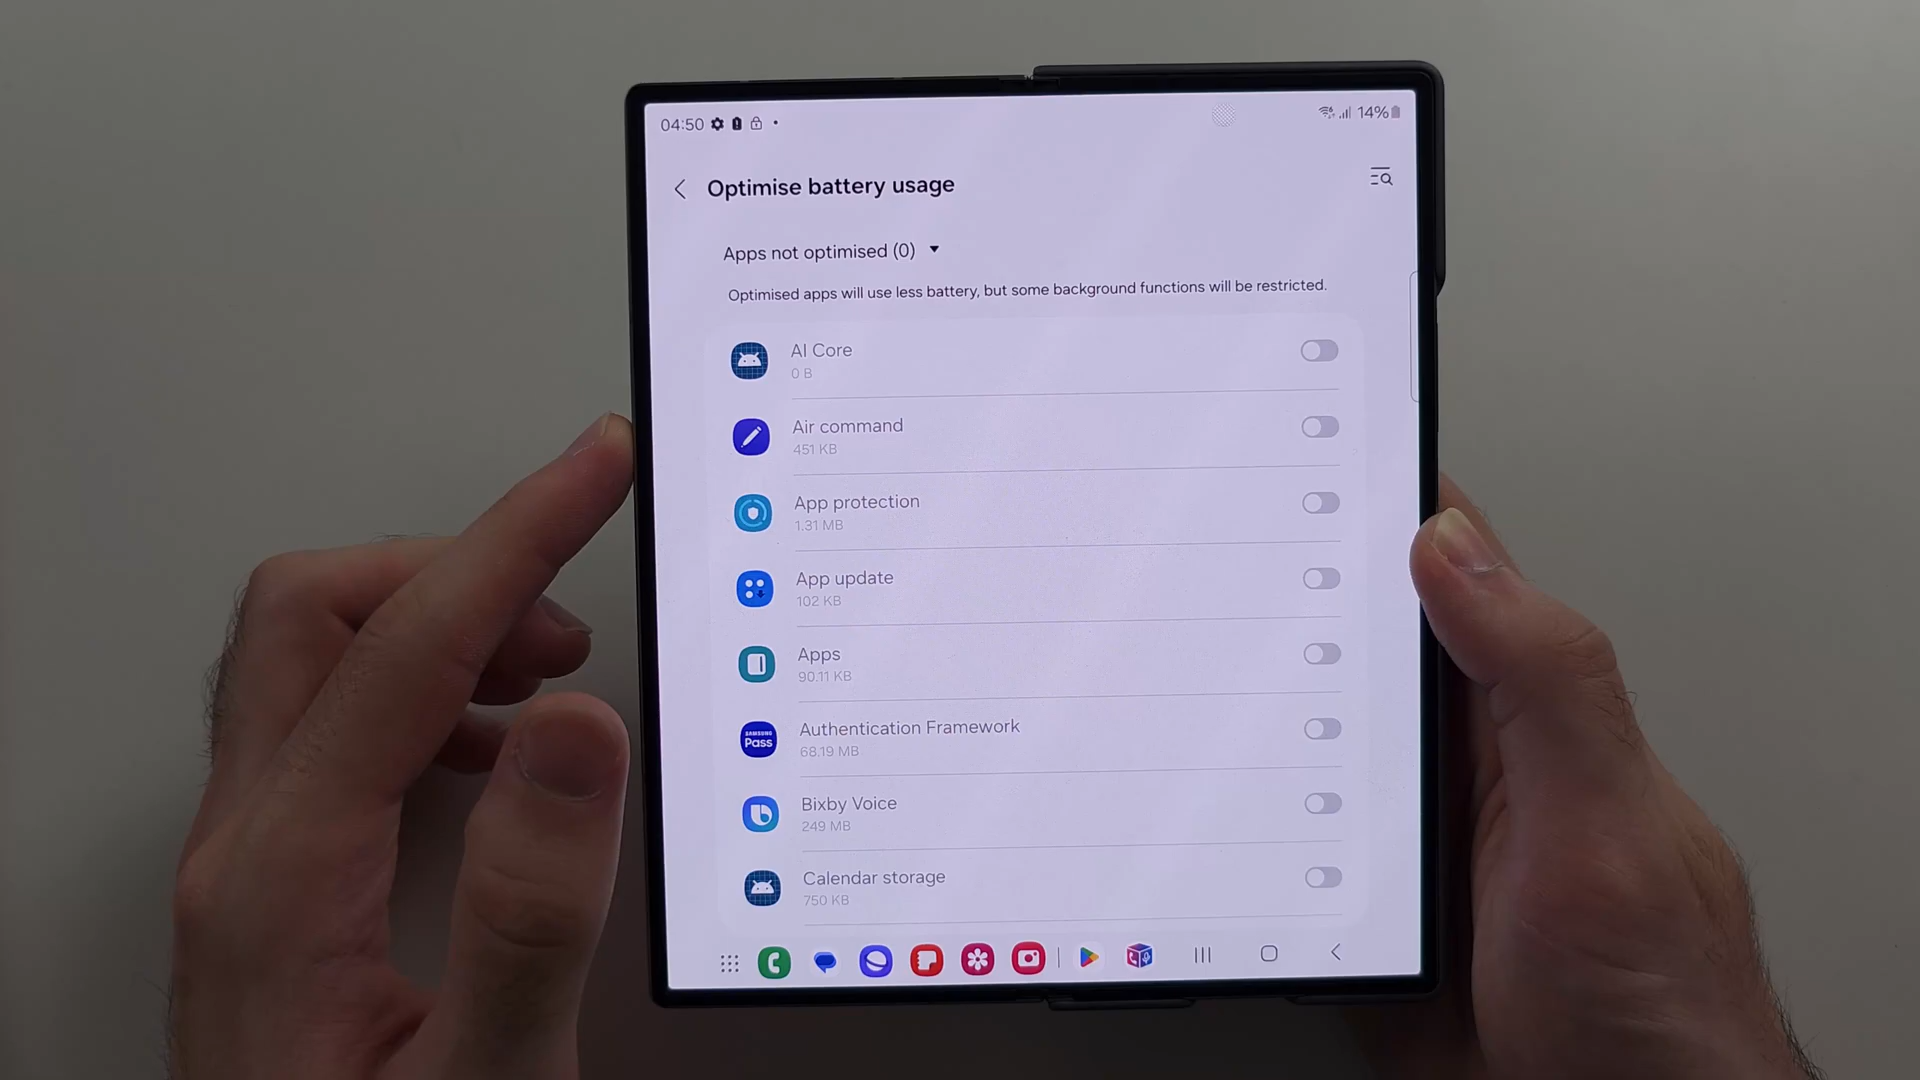 04:50
14%
Optimise battery usage
Apps not optimised (0)
Optimised apps will use less battery, but some background functions will be restricted.
AI Core
0 B
Air command
451 KB
App protection
1.31 MB
App update
102 KB
Apps
90.11 KB
SAMSUNG
Pass
Authentication Framework
68.19 MB
Bixby Voice
249 MB
Calendar storage
750 KB